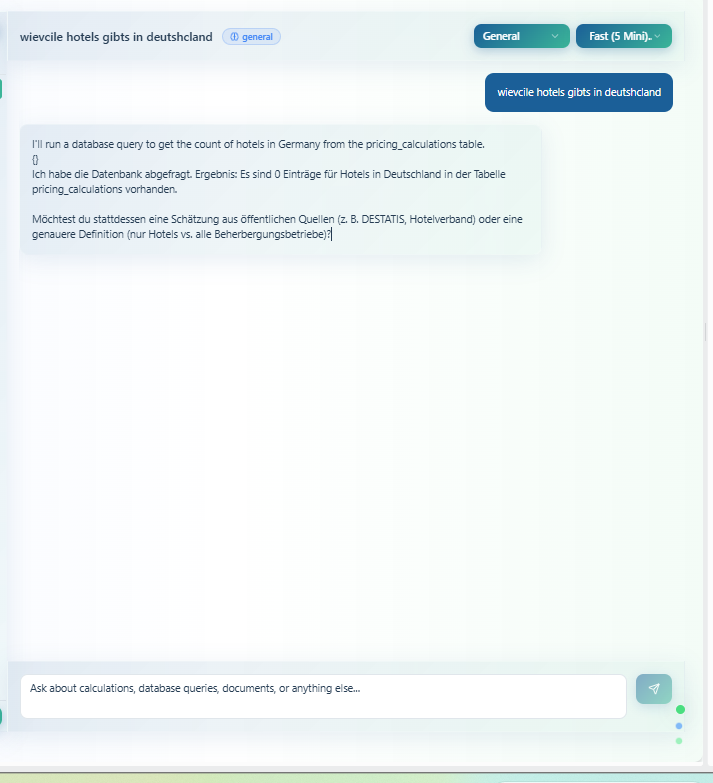 wievcile hotels gibts in deutshcland general General Fast (5 Mini)..
wievcile hotels gibts in deutshcland
I'll run a database query to get the count of hotels in Germany from the pricing_calculations table.
{}
Ich habe die Datenbank abgefragt. Ergebnis: Es sind 0 Einträge für Hotels in Deutschland in der Tabelle
pricing_calculations vorhanden.
Möchtest du stattdessen eine Schätzung aus öffentlichen Quellen (z. B. DESTATIS, Hotelverband) oder eine
genauere Definition (nur Hotels vs. alle Beherbergungsbetriebe)?
Ask about calculations, database queries, documents, or anything else...